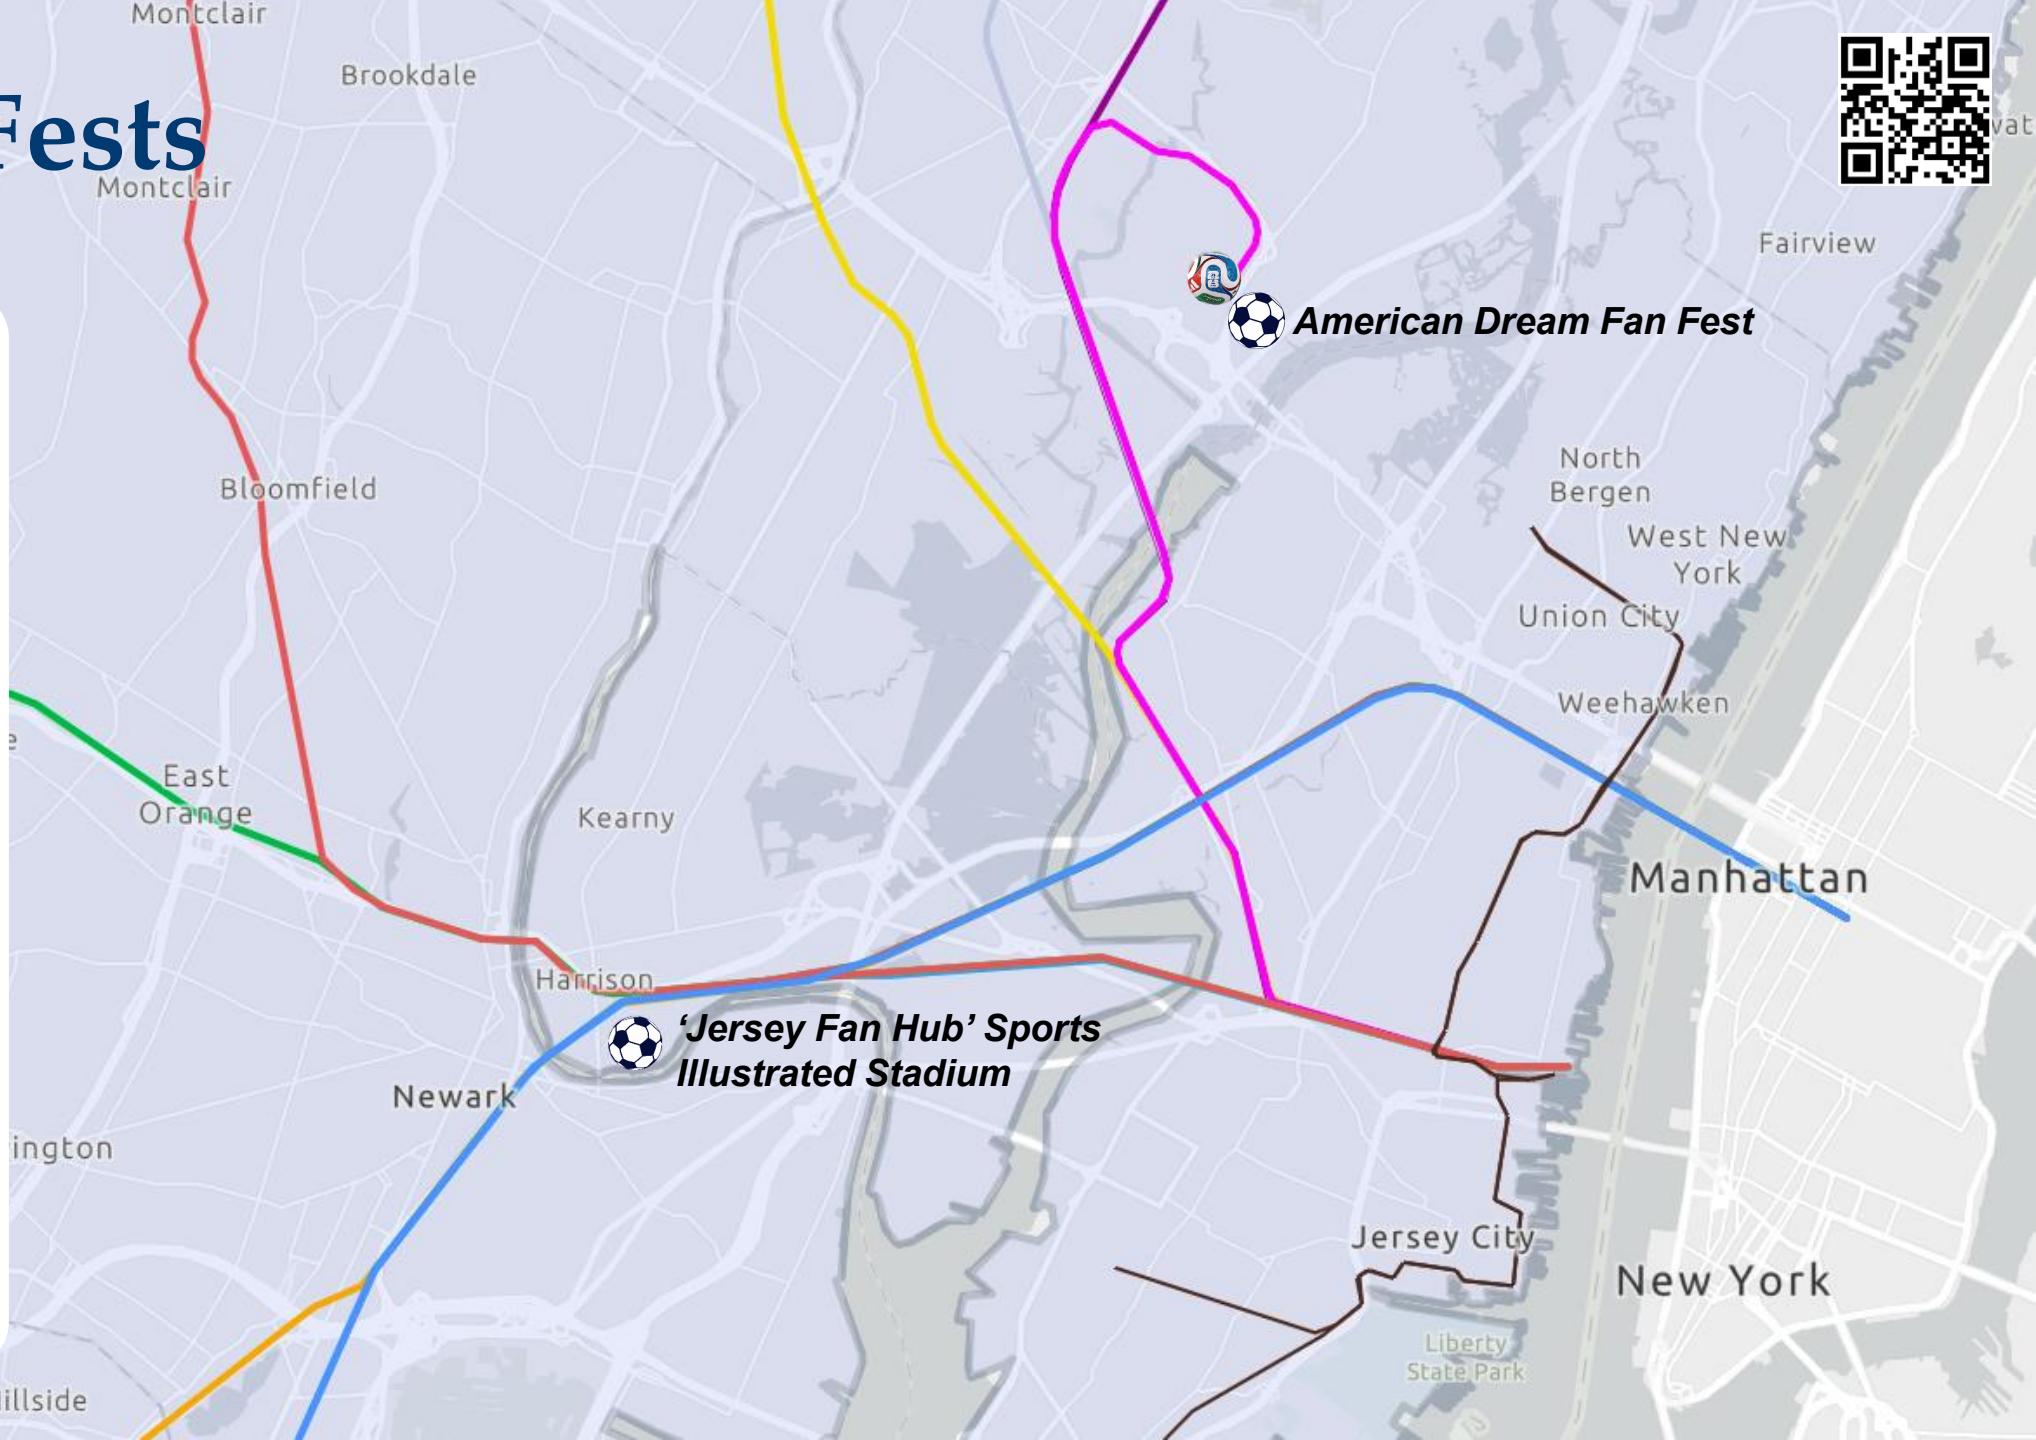 Montclair
Brookdale
Fests
Montclair
Fairview
American Dream Fan Fest
North
Bergen
West New
York
Bloomfield
Union City
Weehawken
East
Orange
Kearny
Manhattan
Harrison
‘Jersey Fan Hub’ Sports
Illustrated Stadium
Newark
ington
Jersey City
New York
Liberty
State Park
illside